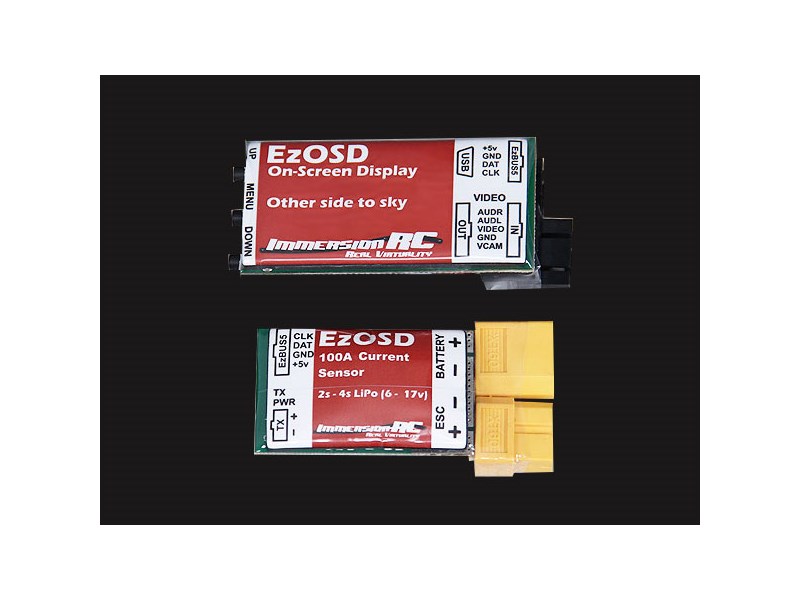 UP
MENU
DOWN
EzOSD
On-Screen Display
Other side to sky
ImmersionRC
Real Virtuality
USB
+5v
GND
DAT
CLK
EzBUS5
VIDEO
OUT
AUDR
AUDL
VIDEO
GND
VCAM
IN
EzBUS5
CLK
DAT
GND
+5v
TX
PWR
TX
+
-
EzOSD
100A Current
Sensor
2s - 4s LiPo (6 - 17v)
ImmersionRC
Real Virtuality
BATTERY
ESC
+
-
-
+